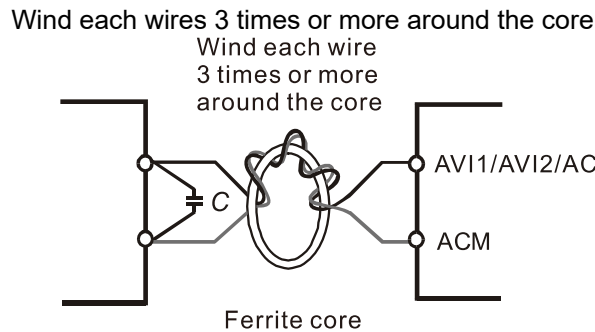 Wind each wires 3 times or more around the core
Wind each wire
3 times or more
around the core
AVI1/AVI2/AC
C
ACM
Ferrite core